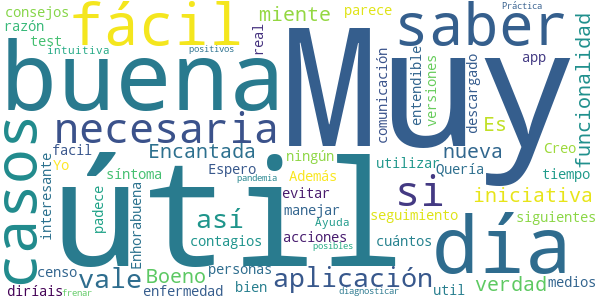 consejos fácil miente parece saber Práctica
razón
test real
intuitiva positivos
buena Muy comunicación entendible versiones descargado app funcionalidad
casos necesaria Es
facil Encantada ningún nueva Creo
Yo Espero Además utilizar Quería tiempo
interesante síntoma pandemia
útil evitar si iniciativa
padece Enhorabuena así manejar seguimiento siguientes
contagios acciones Ayuda cuántos día
censo vale Boeno personas posibles aplicación verdad medios
diríais enfermedad bien diagnosticar util
frenar